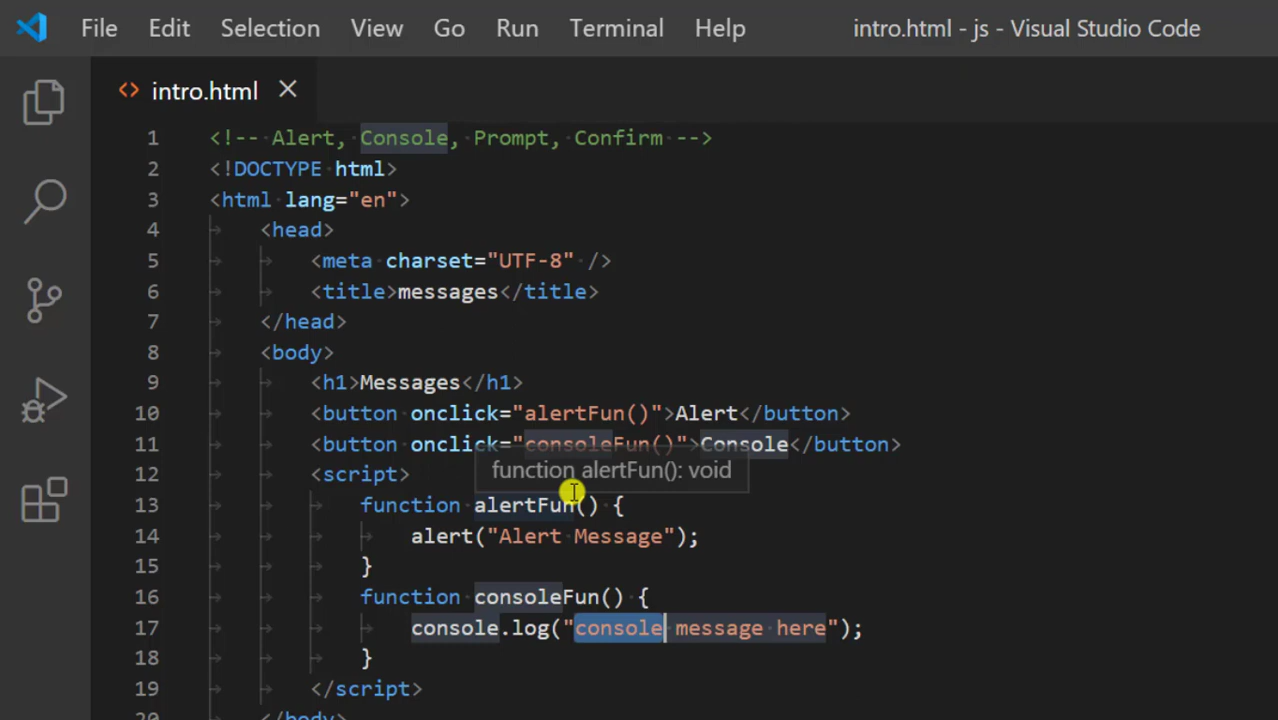 File Edit Selection View Go Run Terminal Help intro.html - js - Visual Studio Code
intro.html
1 <!-- Alert, Console, Prompt, Confirm -->
2 <!DOCTYPE html>
3 <html lang="en">
4 <head>
5 <meta charset="UTF-8" />
6 <title>messages</title>
7 </head>
8 <body>
9 <h1>Messages</h1>
10 <button onclick="alertFun()">Alert</button>
11 <button onclick="consoleFun()">Console</button>
12 <script>
function alertFun(): void
13 function alertFun() {
14 alert("Alert Message");
15 }
16 function consoleFun() {
17 console.log("console message here");
18 }
19 </script>
20 </body>